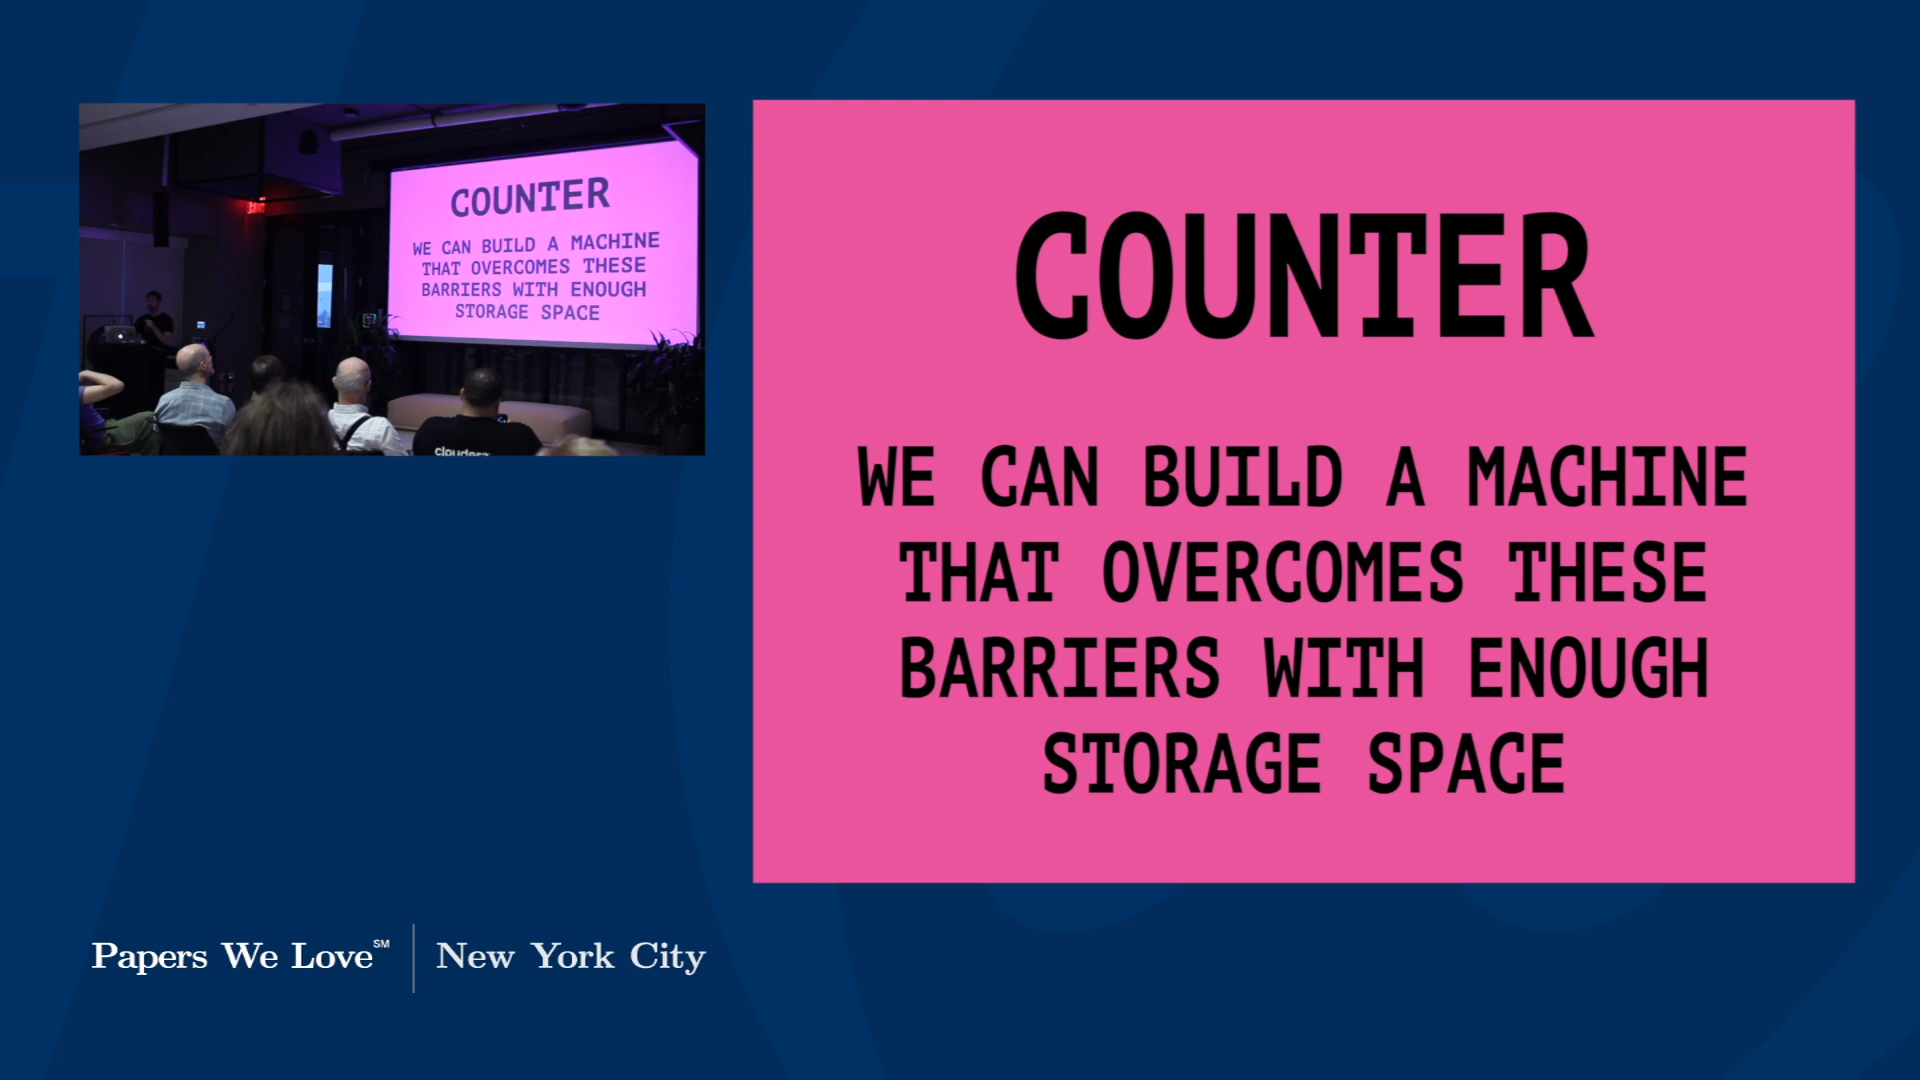 COUNTER
WE CAN BUILD A MACHINE
THAT OVERCOMES THESE
BARRIERS WITH ENOUGH
STORAGE SPACE
COUNTER
WE CAN BUILD A MACHINE
THAT OVERCOMES THESE
BARRIERS WITH ENOUGH
STORAGE SPACE
Papers We Love℠ | New York City